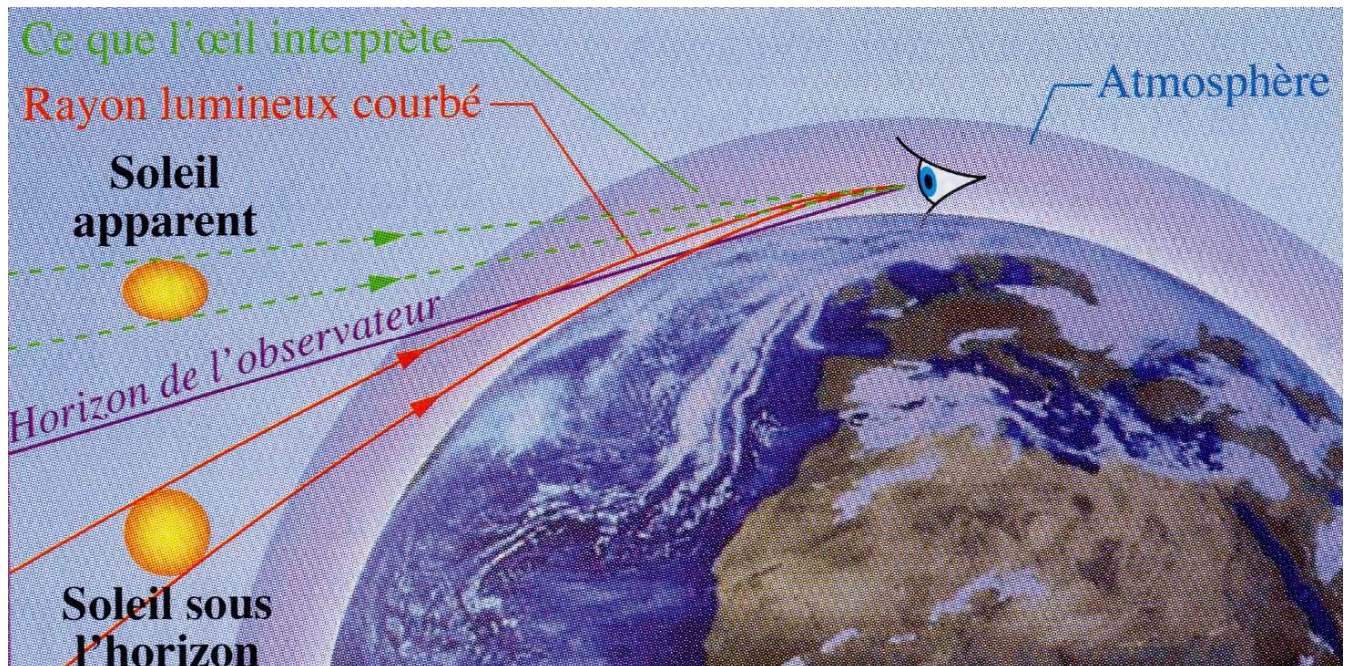 Ce que l'œil interprète
Rayon lumineux courbé
Atmosphère
Soleil
apparent
Horizon de l'observateur
Soleil sous
l'horizon